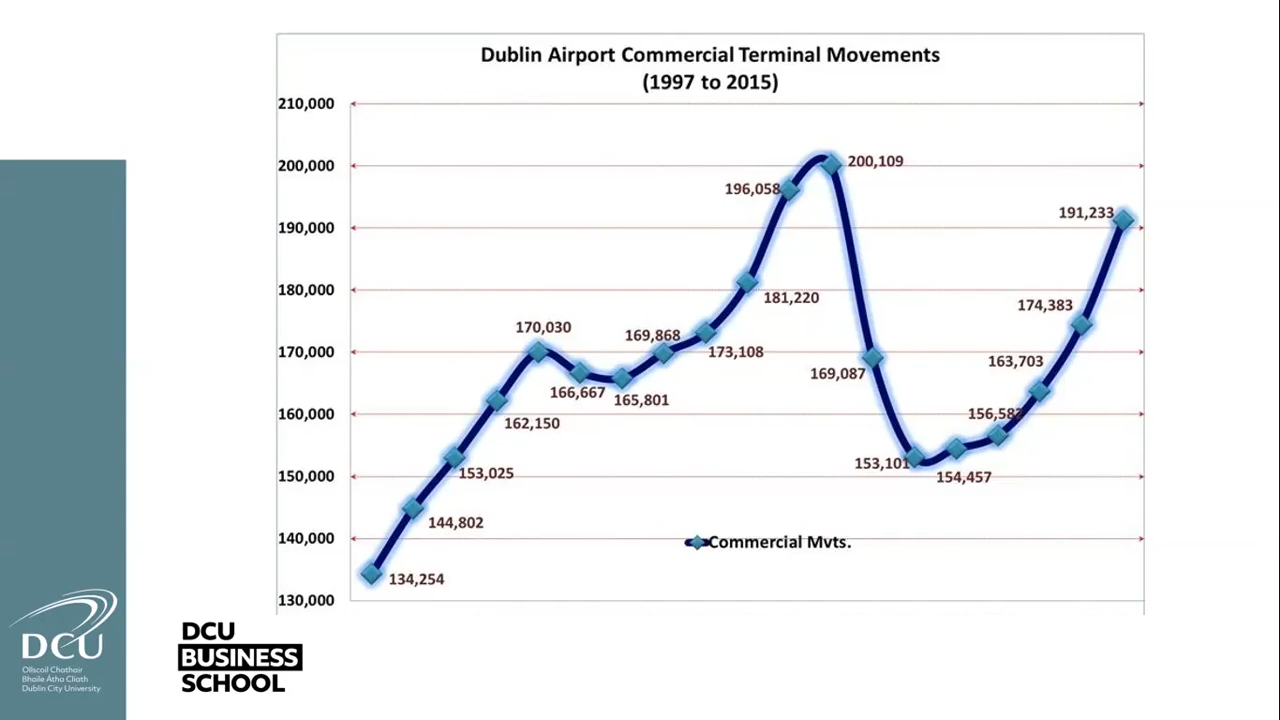 Dublin Airport Commercial Terminal Movements
(1997 to 2015)
210,000
200,000
190,000
180,000
170,000
160,000
150,000
140,000
130,000
134,254
144,802
153,025
162,150
170,030
166,667
165,801
169,868
173,108
181,220
196,058
200,109
169,087
153,101
154,457
163,703
174,383
191,233
Commercial Mvts.
DCU
Ollscoil Chathair
Bhaile Átha Cliath
Dublin City University
DCU
BUSINESS
SCHOOL